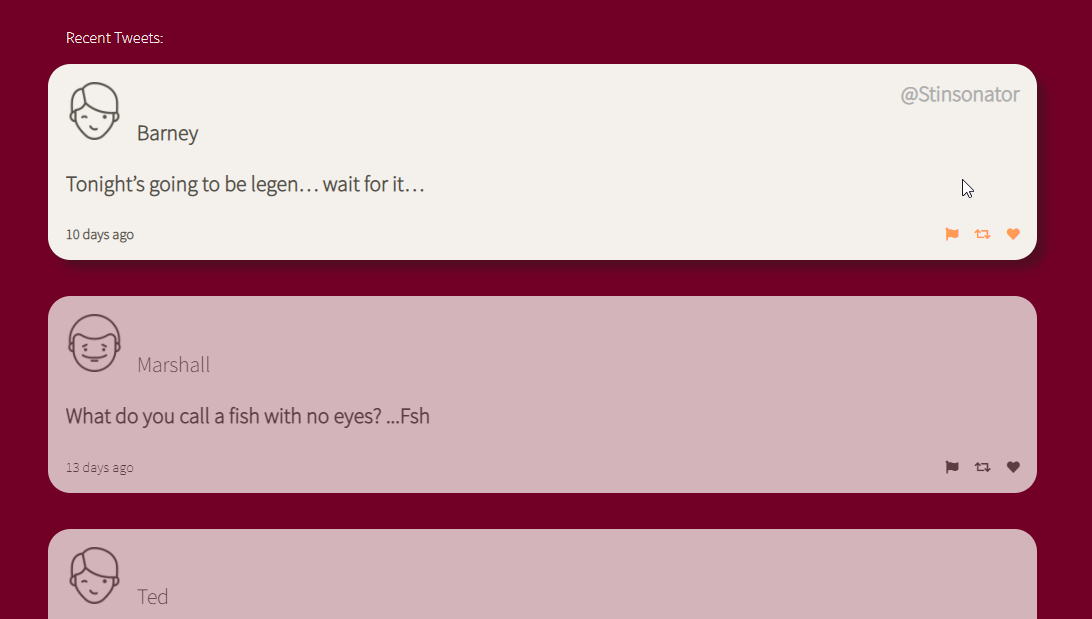 Recent Tweets:
@Stinsonator
Barney
Tonight’s going to be legen… wait for it…
10 days ago
Marshall
What do you call a fish with no eyes? ...Fsh
13 days ago
Ted